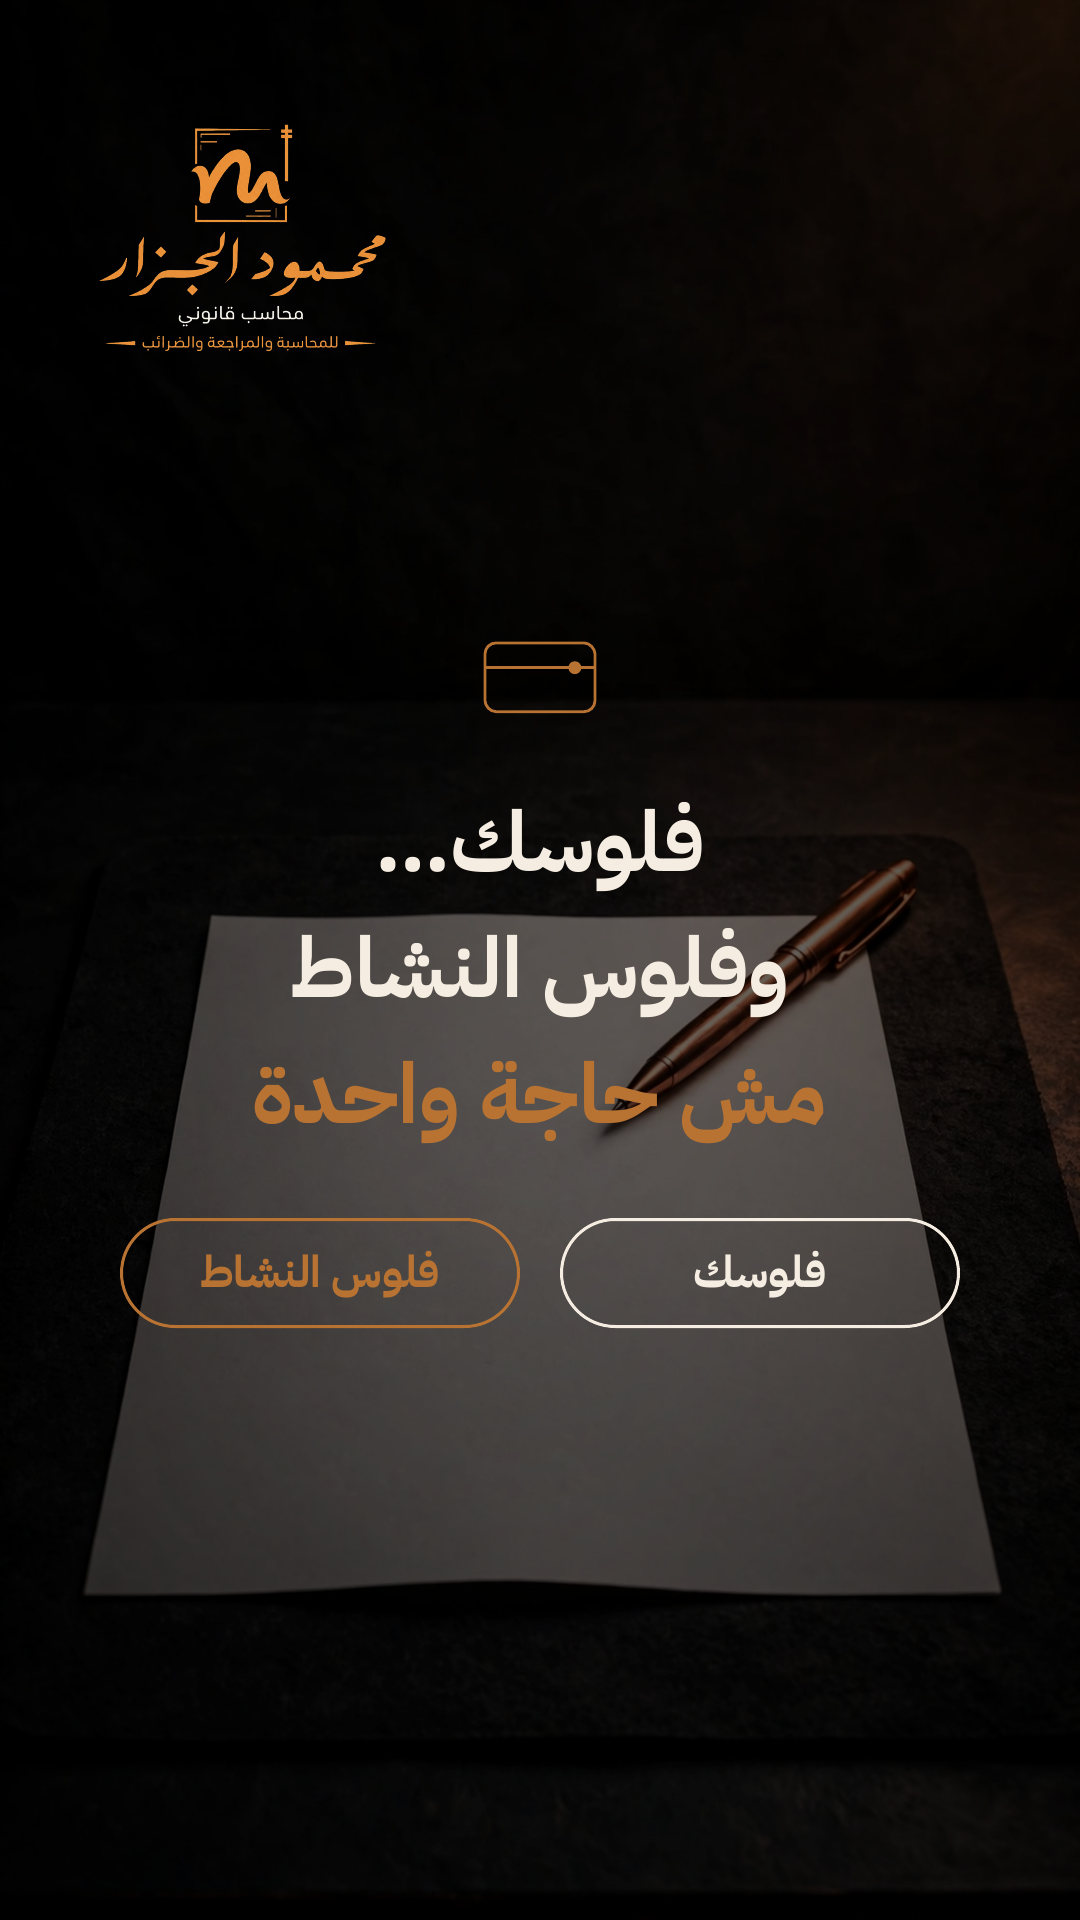 محمود الجزار
محاسب قانوني
للمحاسبة والمراجعة والضرائب
فلوسك...
وفلوس النشاط
مش حاجة واحدة
فلوسك
فلوس النشاط